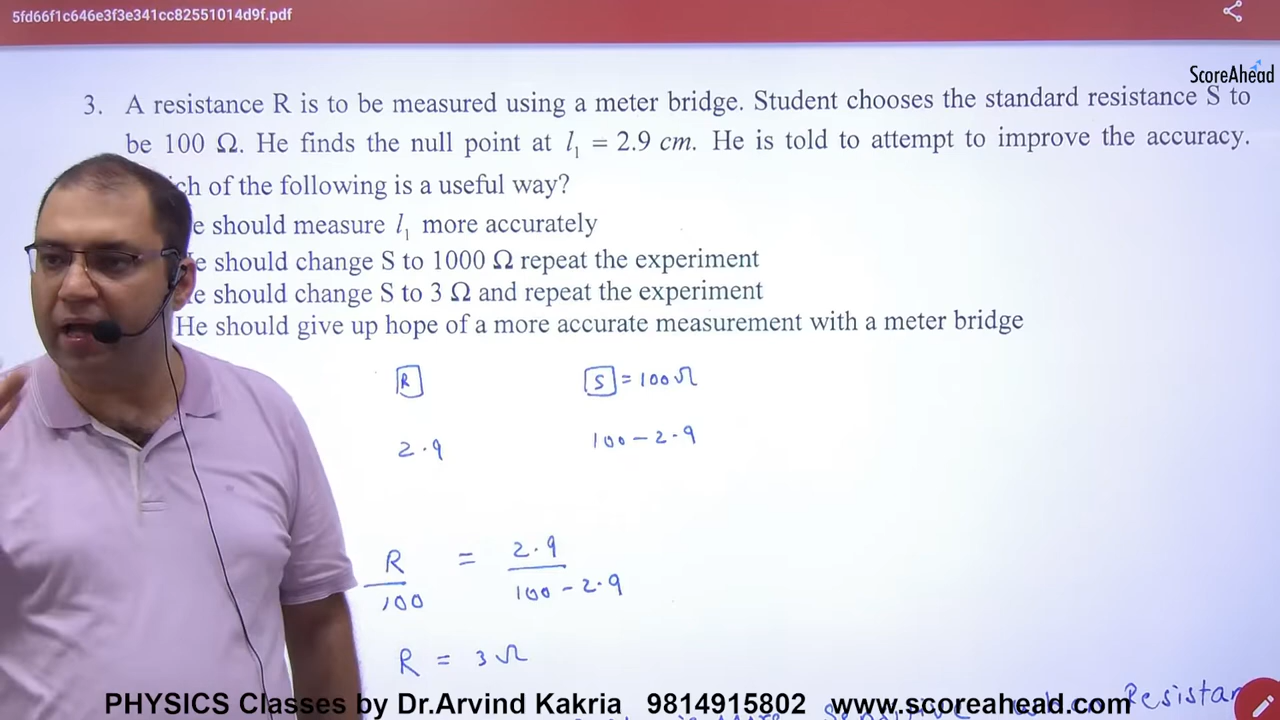 5fd66f1c646e3f3e341cc82551014d9f.pdf
ScoreAhead
3. A resistance R is to be measured using a meter bridge. Student chooses the standard resistance S to
be 100 Ω. He finds the null point at l₁ = 2.9 cm. He is told to attempt to improve the accuracy.
ch of the following is a useful way?
e should measure l₁ more accurately
e should change S to 1000 Ω repeat the experiment
e should change S to 3 Ω and repeat the experiment
He should give up hope of a more accurate measurement with a meter bridge
R S = 100Ω
2.9 100-2.9
R/100 = 2.9/100-2.9
R = 3Ω
Resistan
PHYSICS Classes by Dr.Arvind Kakria 9814915802 www.scoreahead.com